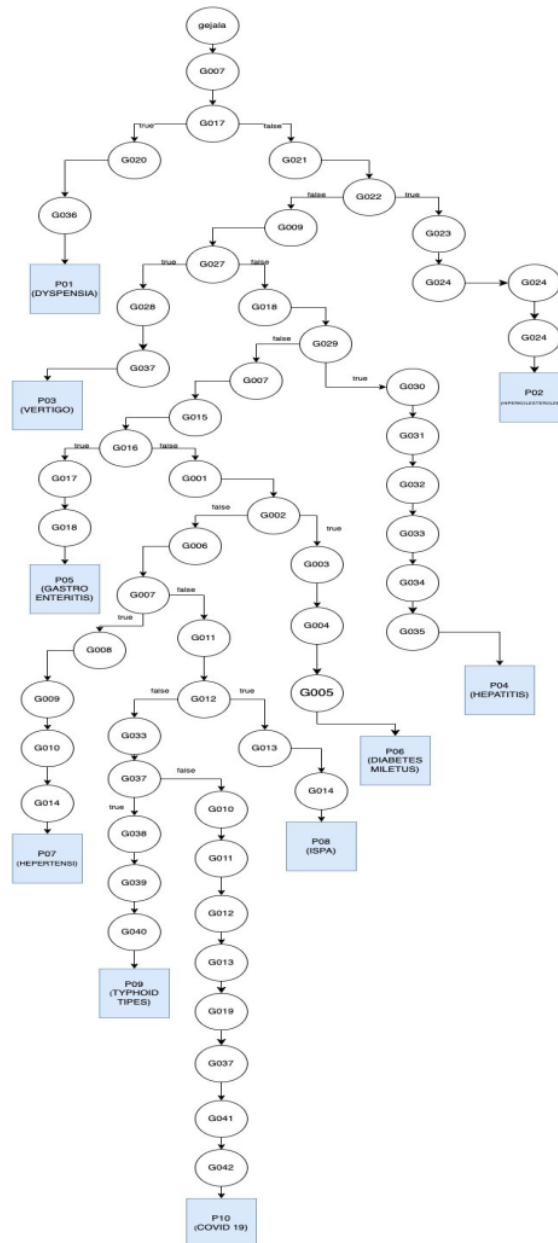 gejala
G007
G017
true
false
G020
G021
G022
false
true
G036
G009
G023
G027
true
false
G024
G024
P01
(DYSPENSIA)
G028
G018
G024
G029
false
G037
G007
true
G030
P03
(VERTIGO)
P02
G015
G031
G016
true
false
G017
G001
G032
G002
false
true
G018
G006
G033
G003
P05
(GASTRO
ENTERITIS)
G007
false
true
G034
G004
G008
G011
G035
G009
G012
false
true
G005
P04
(HEPATITIS)
G033
G013
G010
P06
(DIABETES
MILETUS)
G037
false
true
G014
G014
G010
G038
P07
(HEPERTENSI)
P08
(ISPA)
G011
G039
G012
G040
G013
P09
(TYPHOID
TIPES)
G019
G037
G041
G042
P10
(COVID 19)